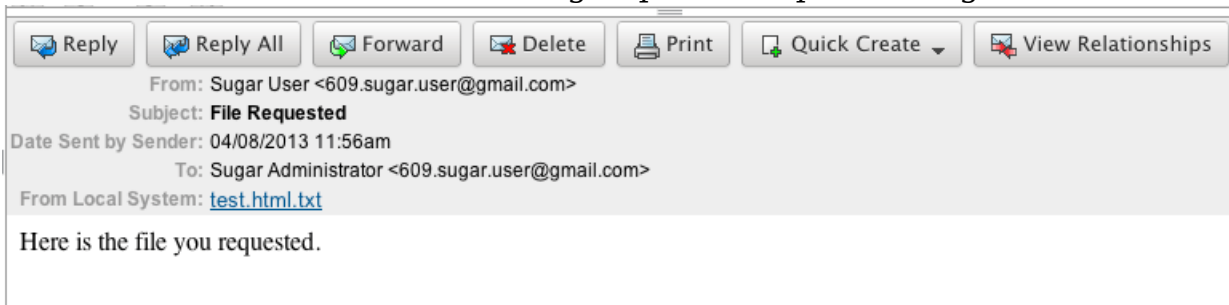 Reply Reply All Forward Delete Print Quick Create View Relationships
From: Sugar User <609.sugar.user@gmail.com>
Subject: File Requested
Date Sent by Sender: 04/08/2013 11:56am
To: Sugar Administrator <609.sugar.user@gmail.com>
From Local System: test.html.txt
Here is the file you requested.